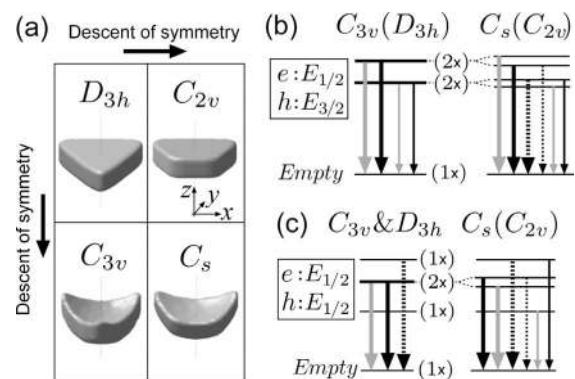 (a)
Descent of symmetry
Descent of symmetry
D3h
C2v
z
y
x
C3v
Cs
(b)
C3v(D3h)
Cs(C2v)
e:E1/2
h:E3/2
(2x)
(2x)
Empty
(1x)
(c)
C3v&D3h
Cs(C2v)
e:E1/2
h:E1/2
(1x)
(2x)
(1x)
Empty
(1x)